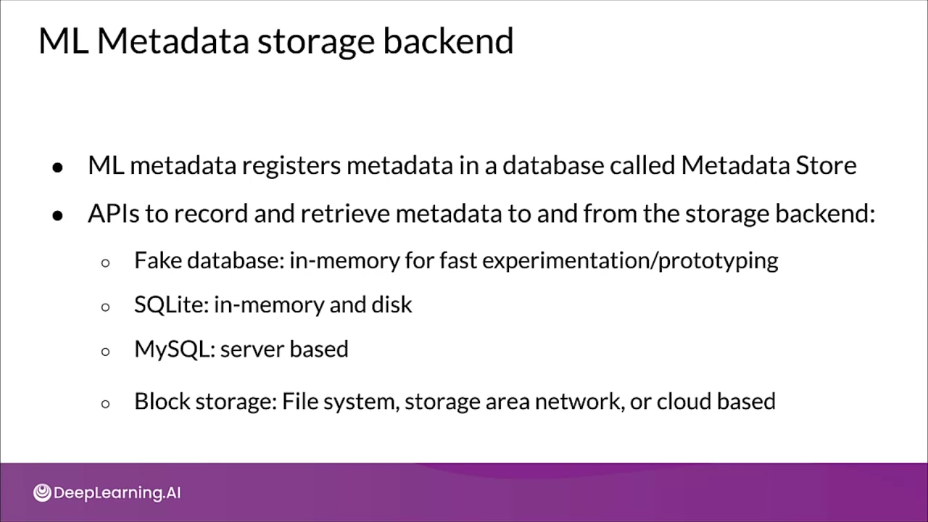 ML Metadata storage backend
● ML metadata registers metadata in a database called Metadata Store
● APIs to record and retrieve metadata to and from the storage backend:
○ Fake database: in-memory for fast experimentation/prototyping
○ SQLite: in-memory and disk
○ MySQL: server based
○ Block storage: File system, storage area network, or cloud based
DeepLearning.AI